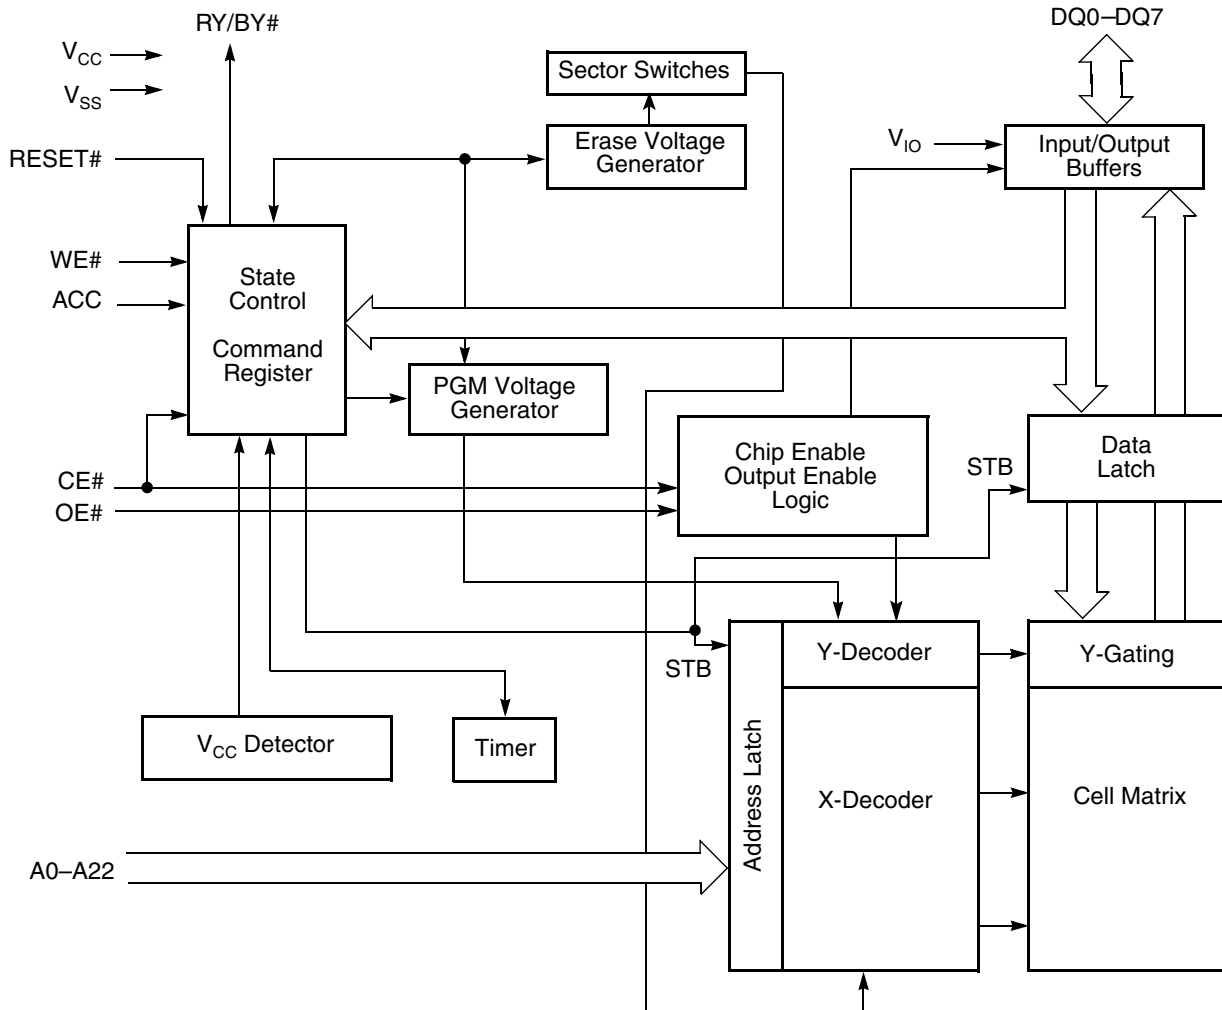 RY/BY#
DQ0–DQ7
VCC
VSS
Sector Switches
RESET#
Erase Voltage
Generator
VIO
Input/Output
Buffers
WE#
ACC
State
Control
Command
Register
PGM Voltage
Generator
CE#
OE#
Chip Enable
Output Enable
Logic
STB
Data
Latch
STB
Y-Decoder
Y-Gating
VCC Detector
Timer
Address Latch
X-Decoder
Cell Matrix
A0–A22